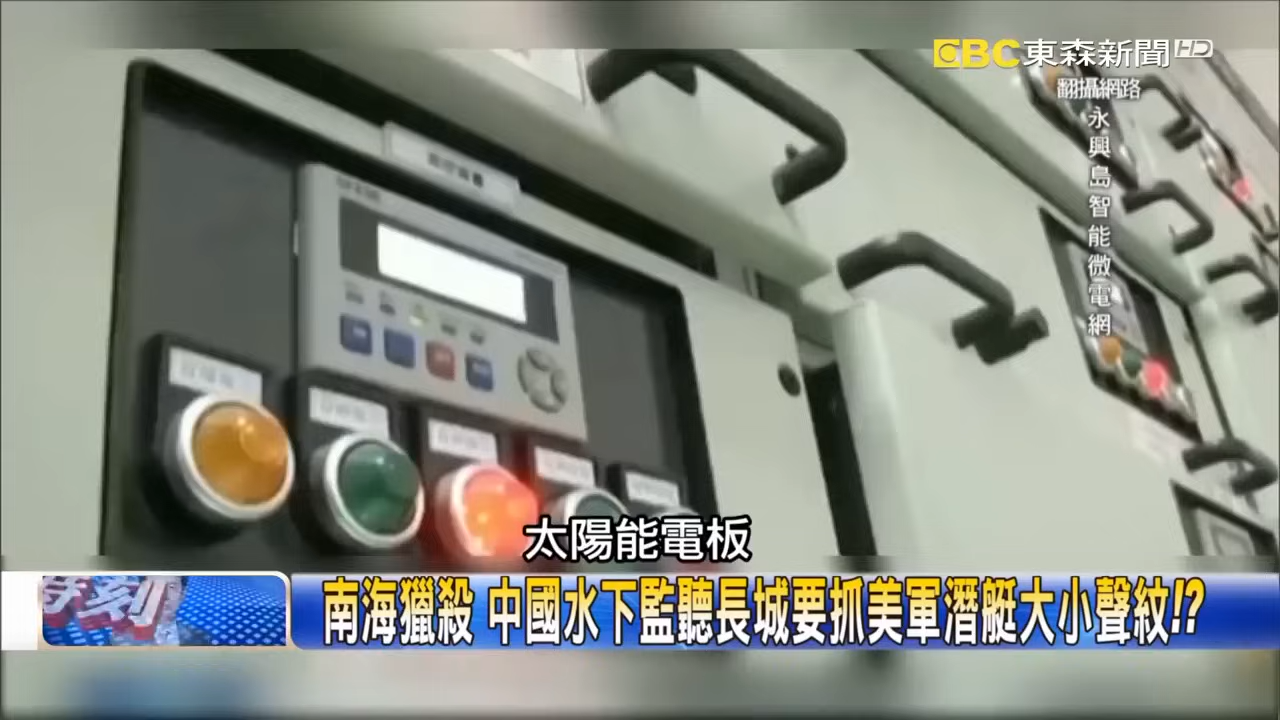 EBC東森新聞HD
翻攝網路
永興島智能微電網
太陽能電板
時刻
南海獵殺 中國水下監聽長城要抓美軍潛艇大小聲紋!?